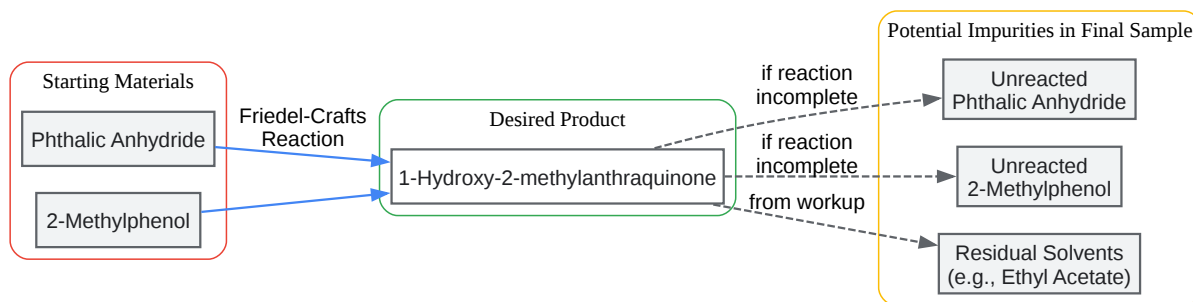 Starting Materials
Phthalic Anhydride
2-Methylphenol
Friedel-Crafts
Reaction
Desired Product
1-Hydroxy-2-methylanthraquinone
if reaction
incomplete
if reaction
incomplete
from workup
Potential Impurities in Final Sample
Unreacted
Phthalic Anhydride
Unreacted
2-Methylphenol
Residual Solvents
(e.g., Ethyl Acetate)